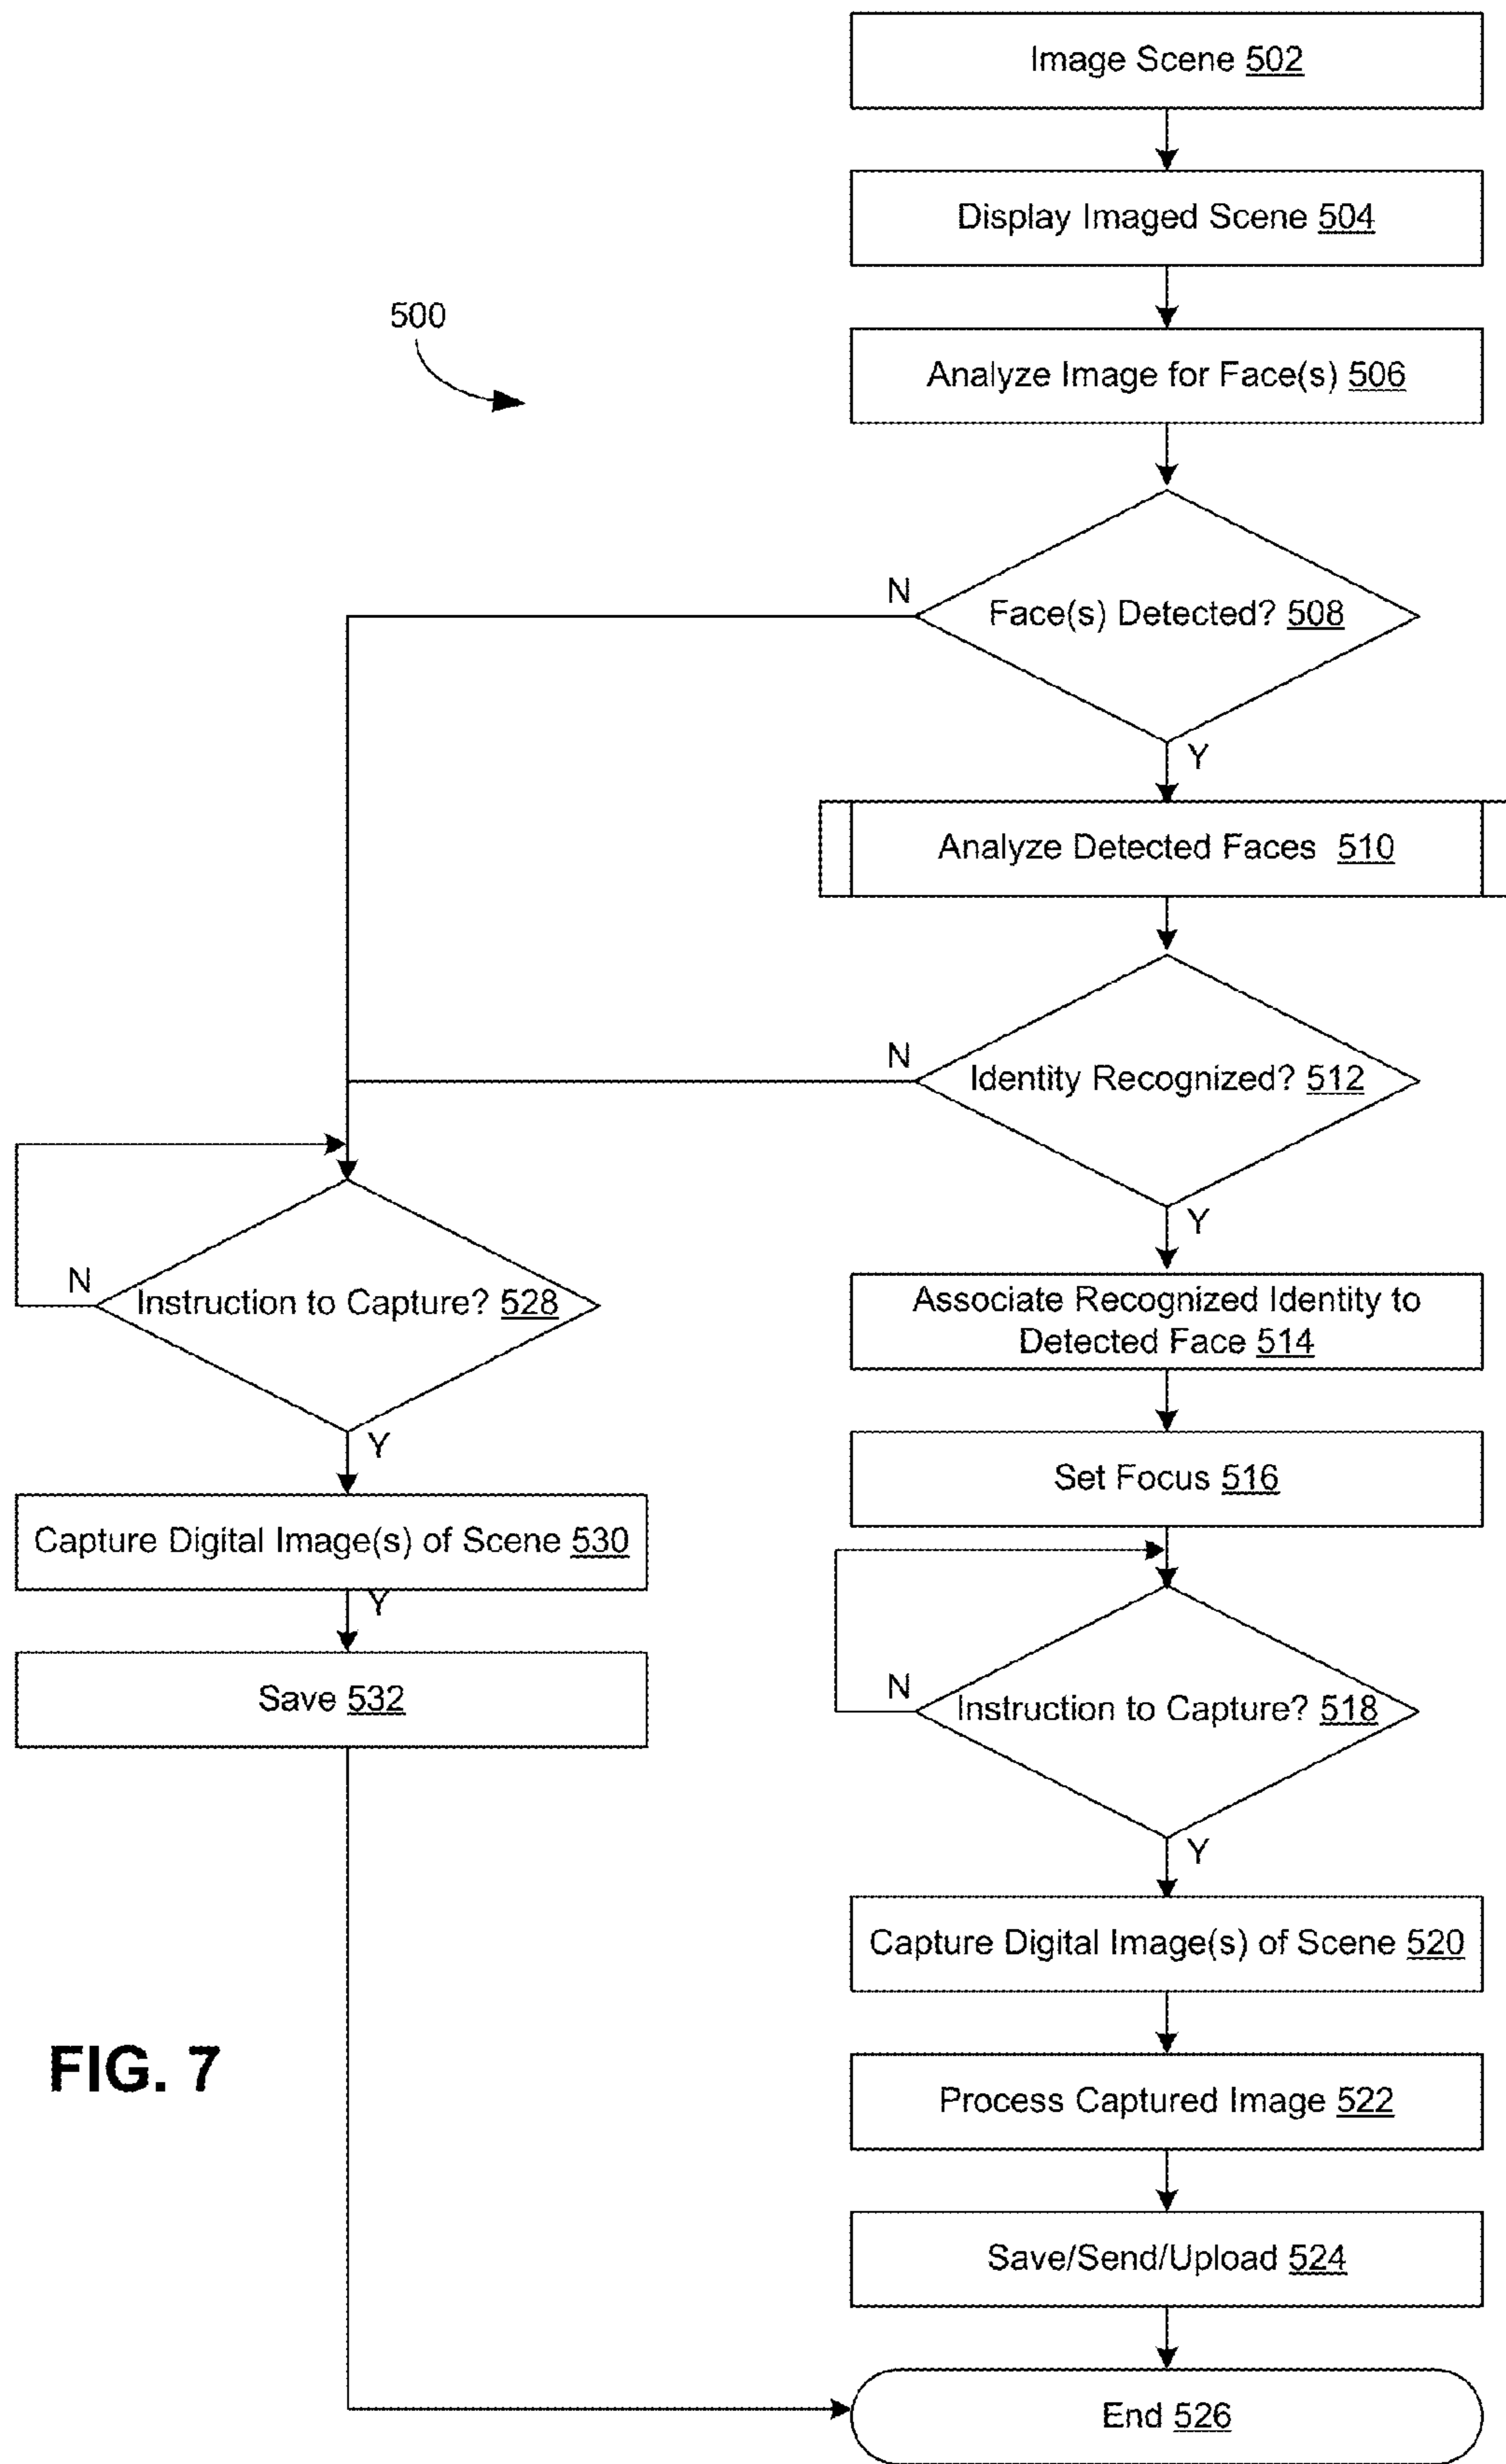 Image Scene 502
Display Imaged Scene 504
500
Analyze Image for Face(s) 506
N
Face(s) Detected? 508
Y
Analyze Detected Faces 510
N
Identity Recognized? 512
Y
N
Instruction to Capture? 528
Y
Associate Recognized Identity to
Detected Face 514
Set Focus 516
Capture Digital Image(s) of Scene 530
Y
Save 532
N
Instruction to Capture? 518
Y
Capture Digital Image(s) of Scene 520
FIG. 7
Process Captured Image 522
Save/Send/Upload 524
End 526